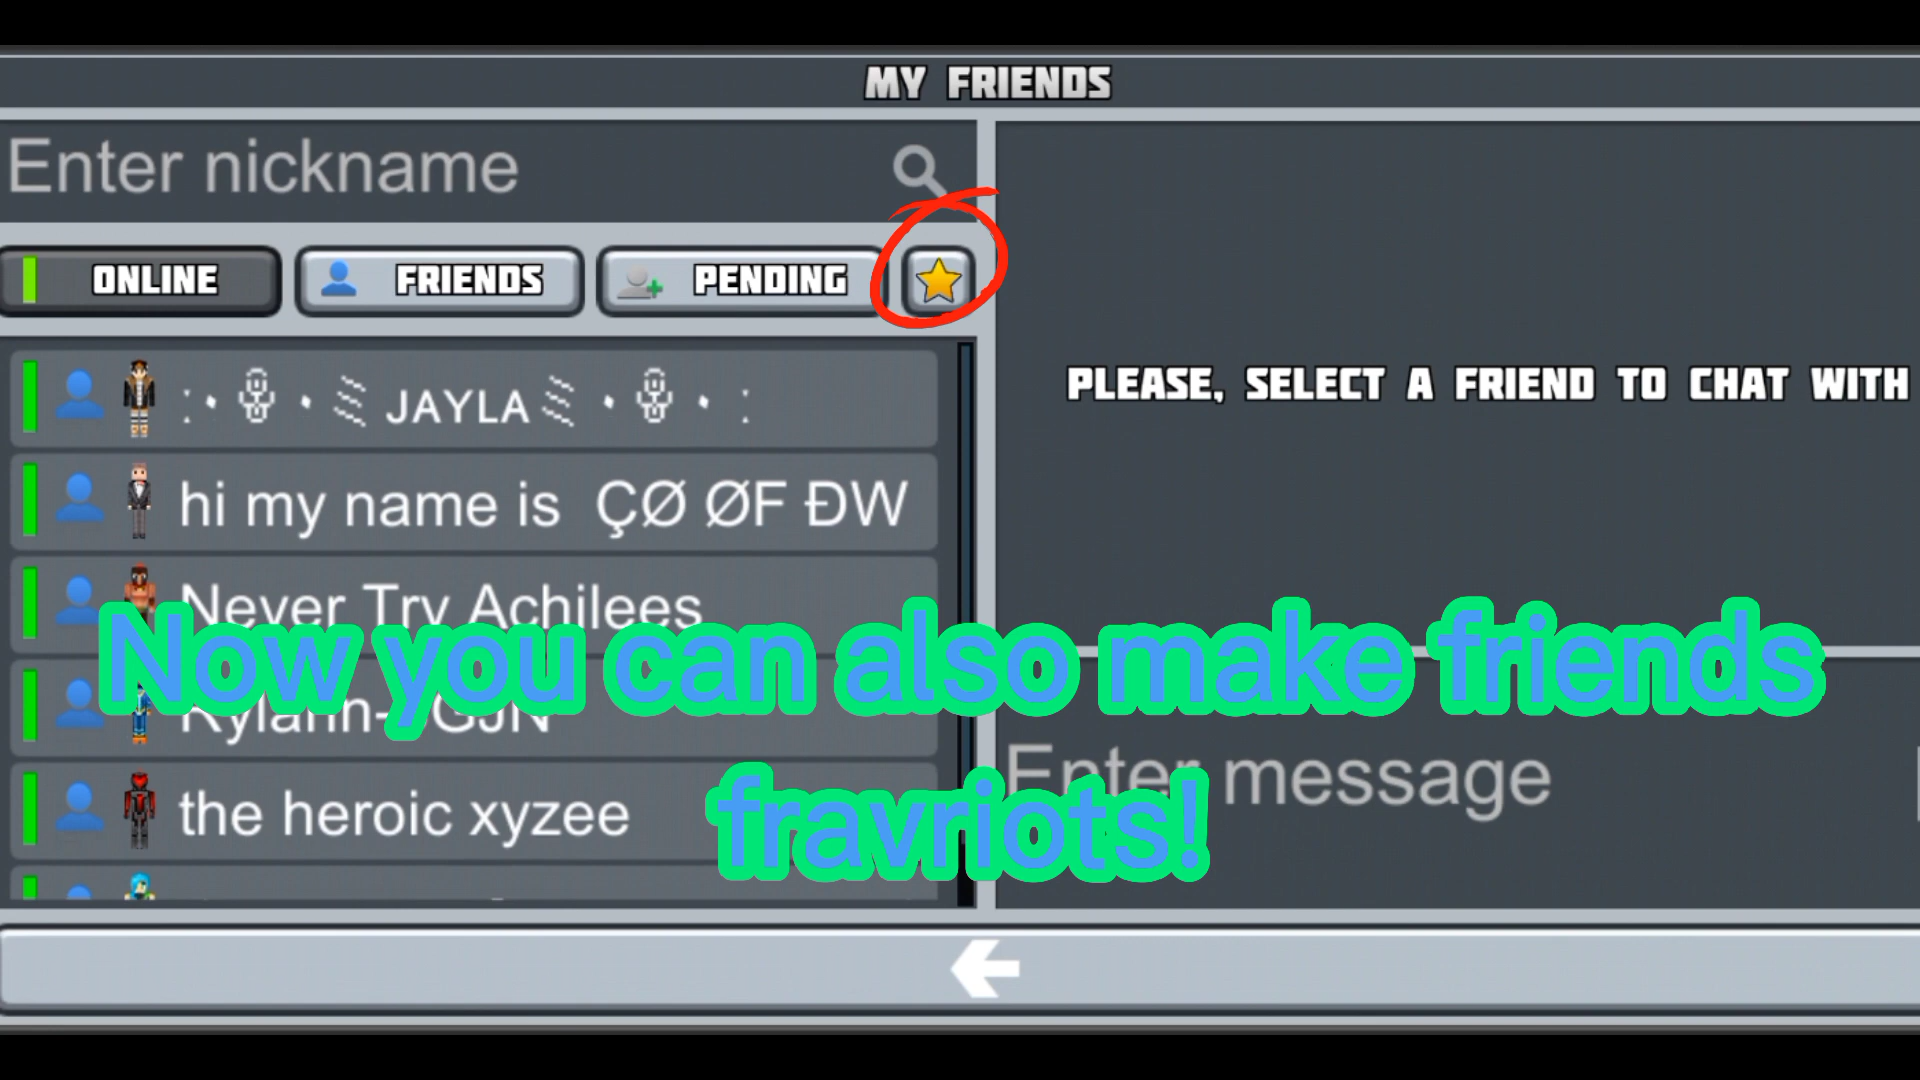 MY FRIENDS
Enter nickname
ONLINE
FRIENDS
PENDING
JAYLA
hi my name is ÇØ ØF ÐW
Never Try Achilees
the heroic xyzee
PLEASE, SELECT A FRIEND TO CHAT WITH
Enter message
Now you can also make friends
fravriots!